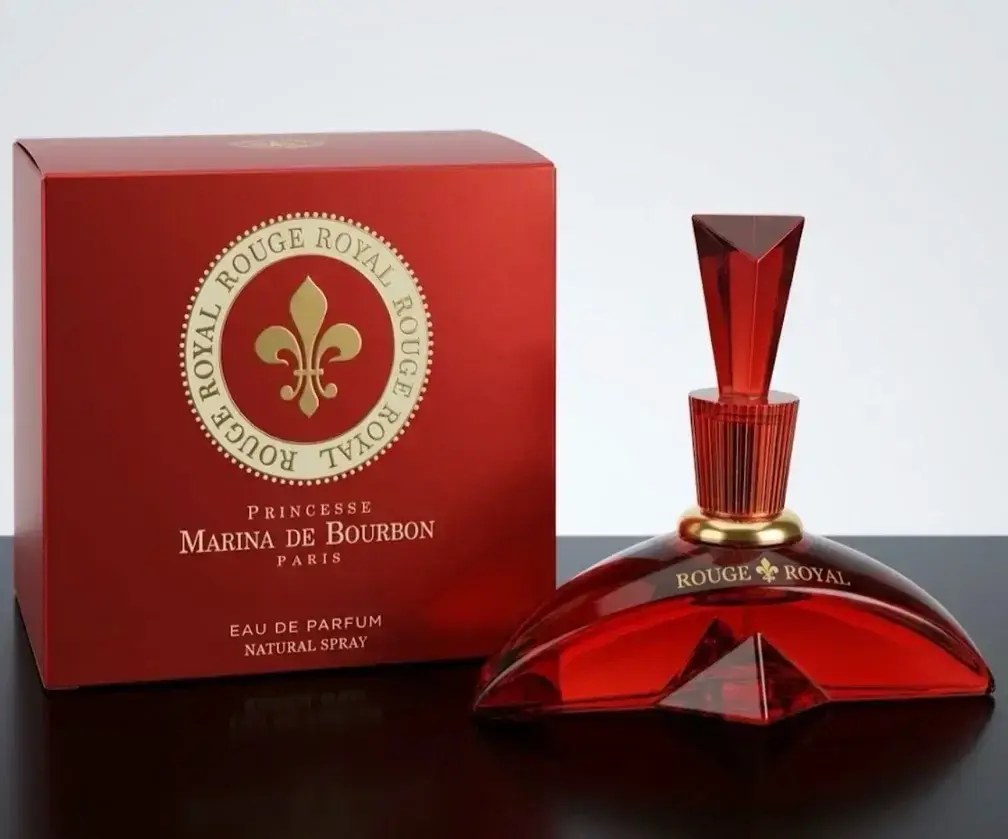 ROUGE ROYAL ROUGE ROYAL ROUGE ROYAL
PRINCESSE
MARINA DE BOURBON
PARIS
EAU DE PARFUM
NATURAL SPRAY
ROUGE ROYAL